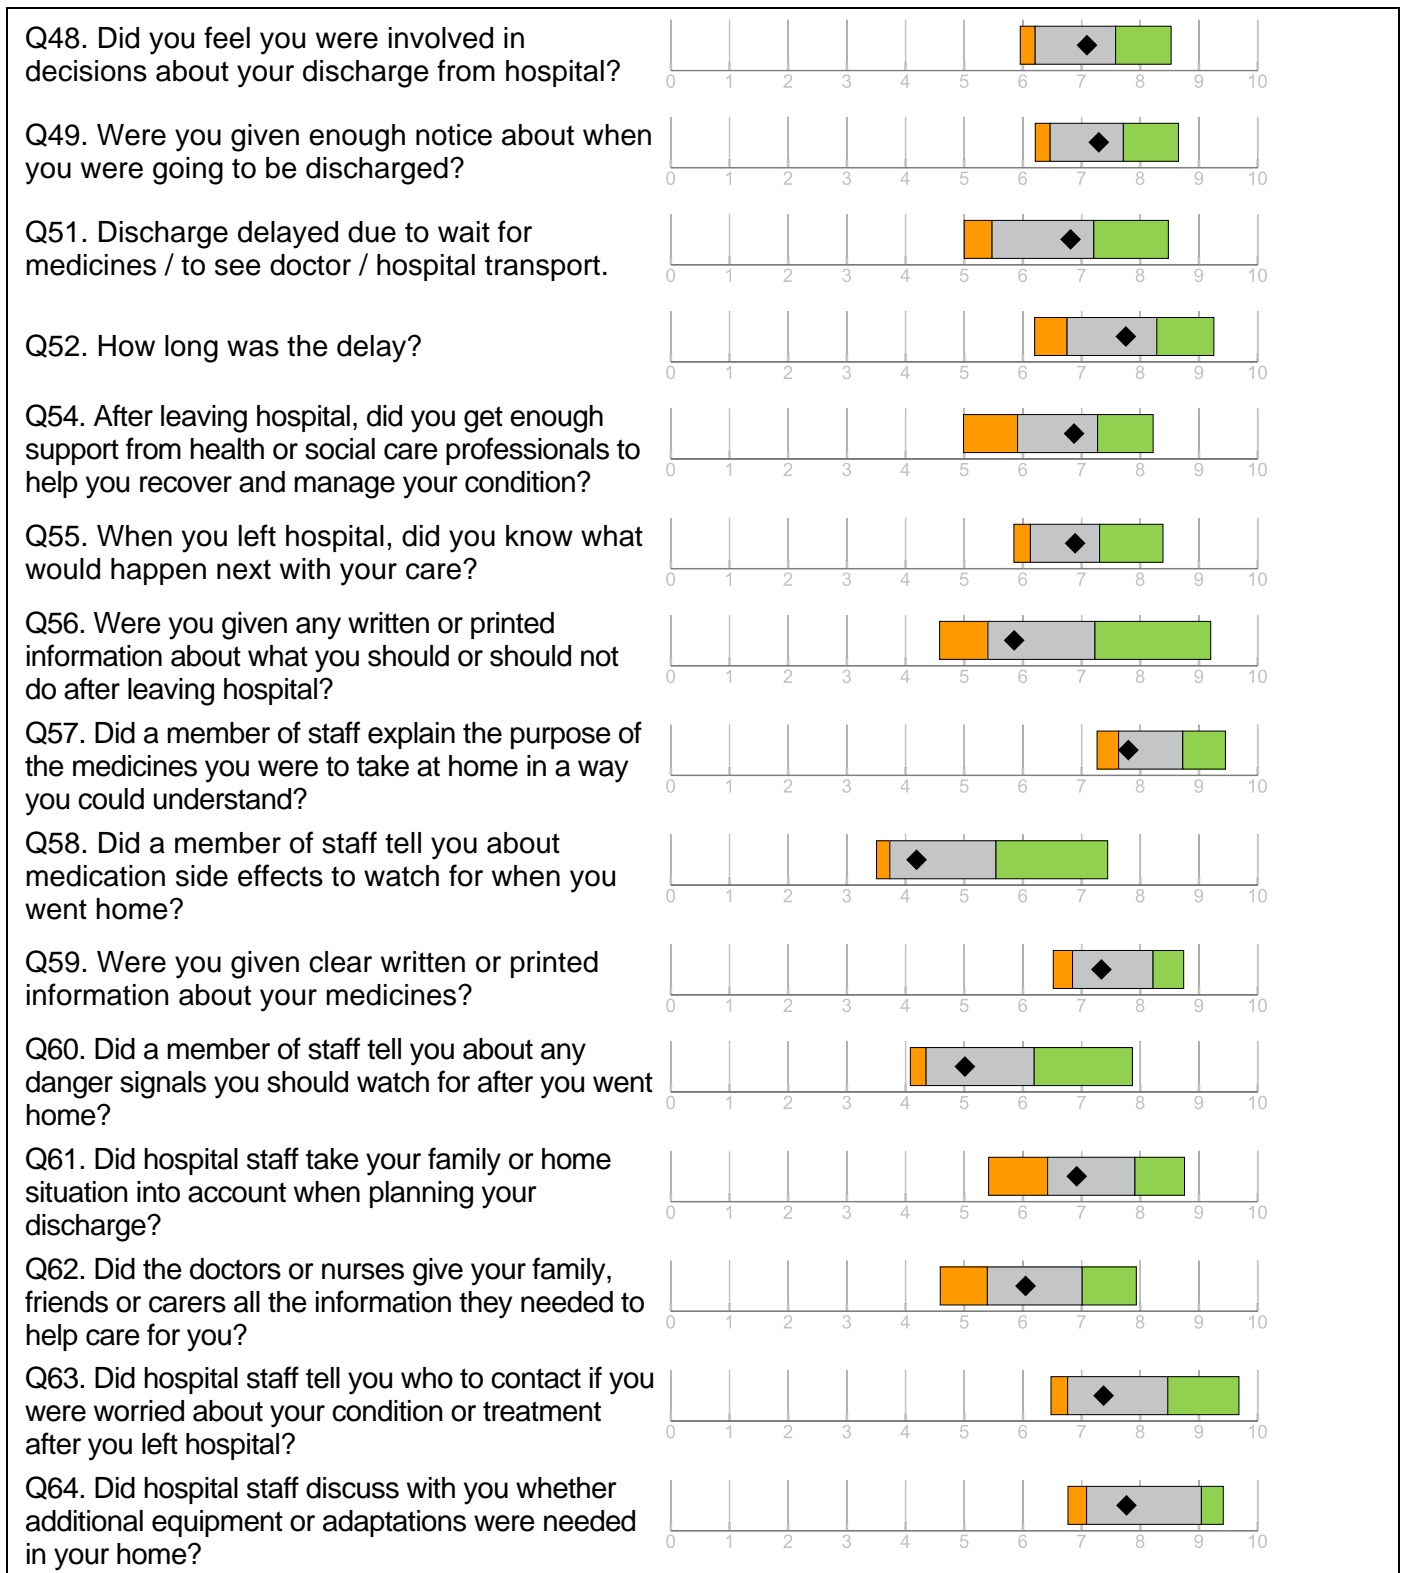 Q48. Did you feel you were involved in
decisions about your discharge from hospital?
0 1 2 3 4 5 6 7 8 9 10
Q49. Were you given enough notice about when
you were going to be discharged?
0 1 2 3 4 5 6 7 8 9 10
Q51. Discharge delayed due to wait for
medicines / to see doctor / hospital transport.
0 1 2 3 4 5 6 7 8 9 10
Q52. How long was the delay?
0 1 2 3 4 5 6 7 8 9 10
Q54. After leaving hospital, did you get enough
support from health or social care professionals to
help you recover and manage your condition?
0 1 2 3 4 5 6 7 8 9 10
Q55. When you left hospital, did you know what
would happen next with your care?
0 1 2 3 4 5 6 7 8 9 10
Q56. Were you given any written or printed
information about what you should or should not
do after leaving hospital?
0 1 2 3 4 5 6 7 8 9 10
Q57. Did a member of staff explain the purpose of
the medicines you were to take at home in a way
you could understand?
0 1 2 3 4 5 6 7 8 9 10
Q58. Did a member of staff tell you about
medication side effects to watch for when you
went home?
0 1 2 3 4 5 6 7 8 9 10
Q59. Were you given clear written or printed
information about your medicines?
0 1 2 3 4 5 6 7 8 9 10
Q60. Did a member of staff tell you about any
danger signals you should watch for after you went
home?
0 1 2 3 4 5 6 7 8 9 10
Q61. Did hospital staff take your family or home
situation into account when planning your
discharge?
0 1 2 3 4 5 6 7 8 9 10
Q62. Did the doctors or nurses give your family,
friends or carers all the information they needed to
help care for you?
0 1 2 3 4 5 6 7 8 9 10
Q63. Did hospital staff tell you who to contact if you
were worried about your condition or treatment
after you left hospital?
0 1 2 3 4 5 6 7 8 9 10
Q64. Did hospital staff discuss with you whether
additional equipment or adaptations were needed
in your home?
0 1 2 3 4 5 6 7 8 9 10